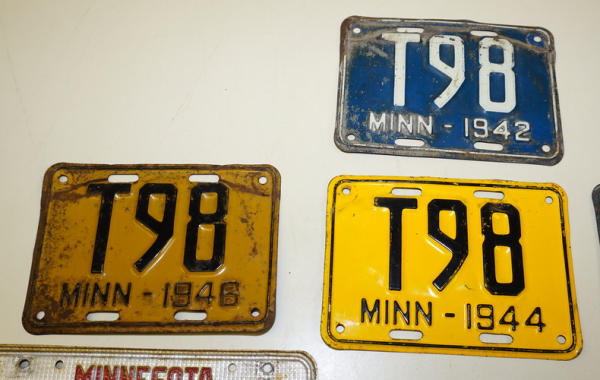 T98
MINN - 1942
T98
MINN - 1946
T98
MINN - 1944
MINNESOTA